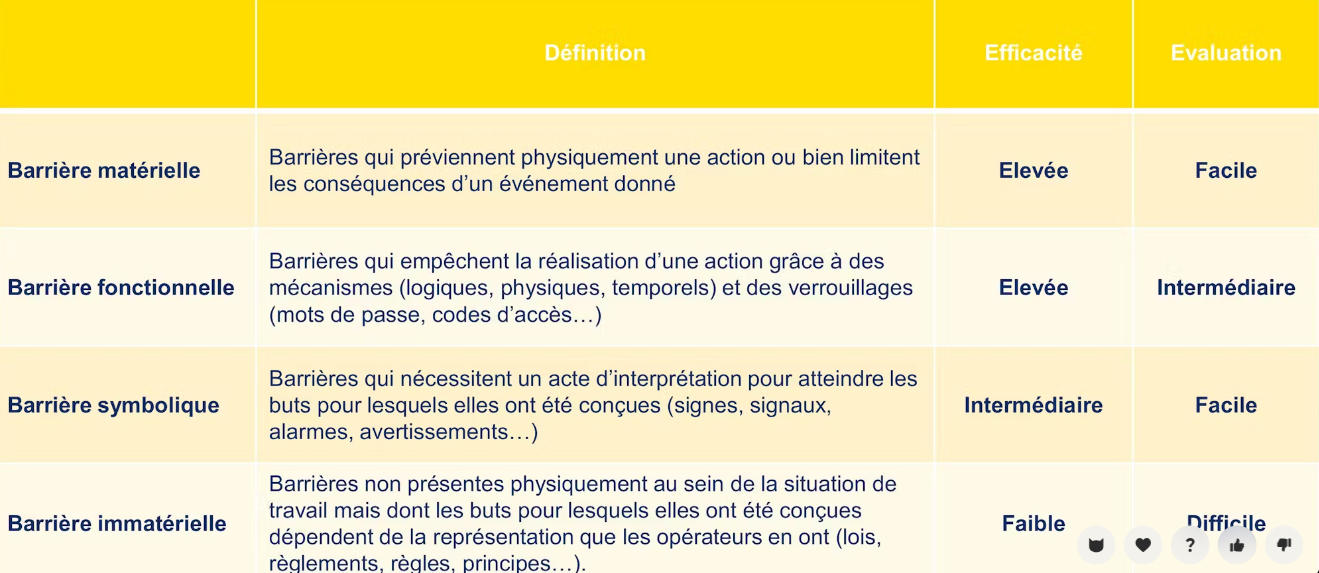 Définition
Efficacité
Evaluation
Barrière matérielle
Barrières qui préviennent physiquement une action ou bien limitent
les conséquences d’un événement donné
Elevée
Facile
Barrière fonctionnelle
Barrières qui empêchent la réalisation d’une action grâce à des
mécanismes (logiques, physiques, temporels) et des verrouillages
(mots de passe, codes d’accès…)
Elevée
Intermédiaire
Barrière symbolique
Barrières qui nécessitent un acte d’interprétation pour atteindre les
buts pour lesquels elles ont été conçues (signes, signaux,
alarmes, avertissements…)
Intermédiaire
Facile
Barrière immatérielle
Barrières non présentes physiquement au sein de la situation de
travail mais dont les buts pour lesquels elles ont été conçues
dépendent de la représentation que les opérateurs en ont (lois,
règlements, règles, principes…).
Faible
Difficile
?